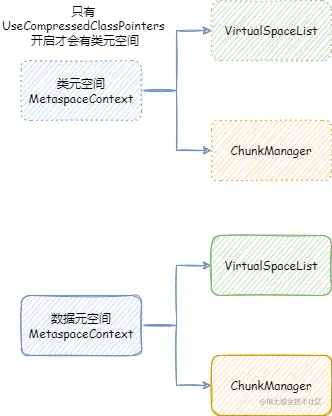 只有
UseCompressedClassPointers
开启才会有类元空间
VirtualSpaceList
类元空间
MetaspaceContext
ChunkManager
VirtualSpaceList
数据元空间
MetaspaceContext
ChunkManager
@稀土掘金技术社区